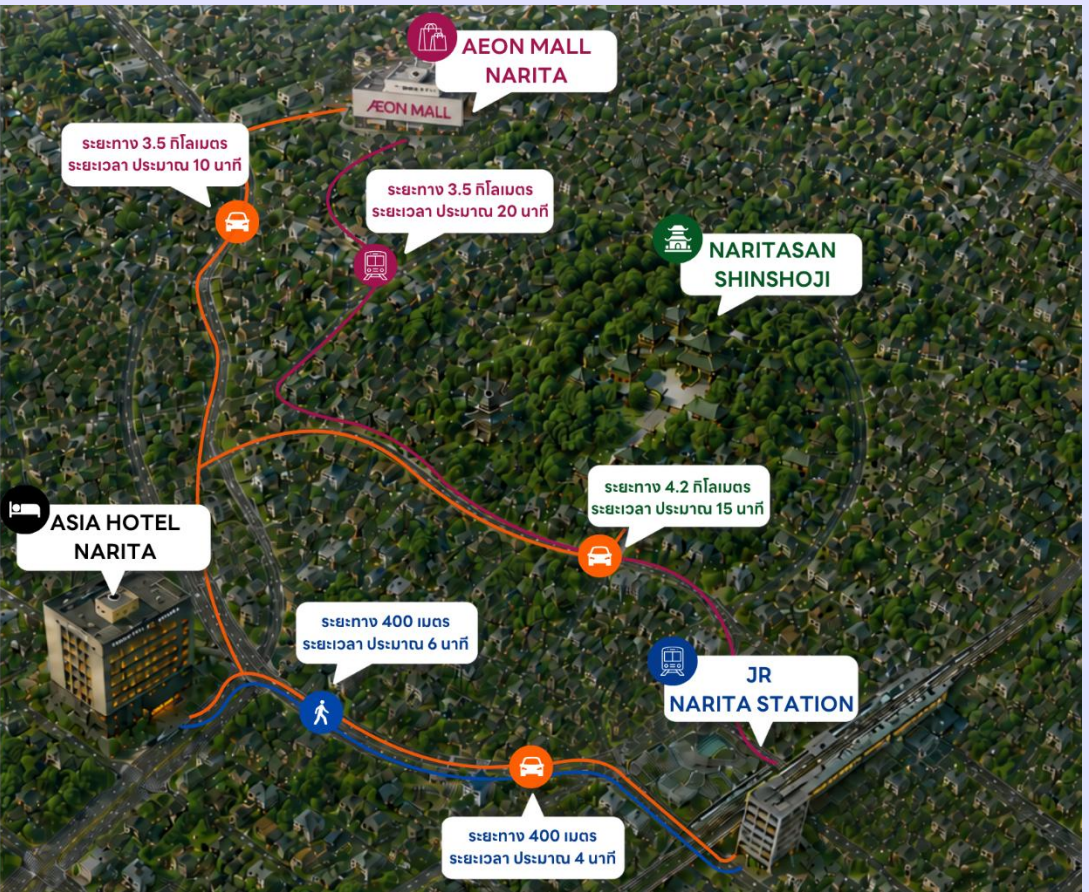 AEON MALL
NARITA
ÆON MALL
ระยะทาง 3.5 กิโลเมตร
ระยะเวลา ประมาณ 10 นาที
ระยะทาง 3.5 กิโลเมตร
ระยะเวลา ประมาณ 20 นาที
NARITASAN
SHINSHOJI
ระยะทาง 4.2 กิโลเมตร
ระยะเวลา ประมาณ 15 นาที
ASIA HOTEL
NARITA
ระยะทาง 400 เมตร
ระยะเวลา ประมาณ 6 นาที
JR
NARITA STATION
ระยะทาง 400 เมตร
ระยะเวลา ประมาณ 4 นาที